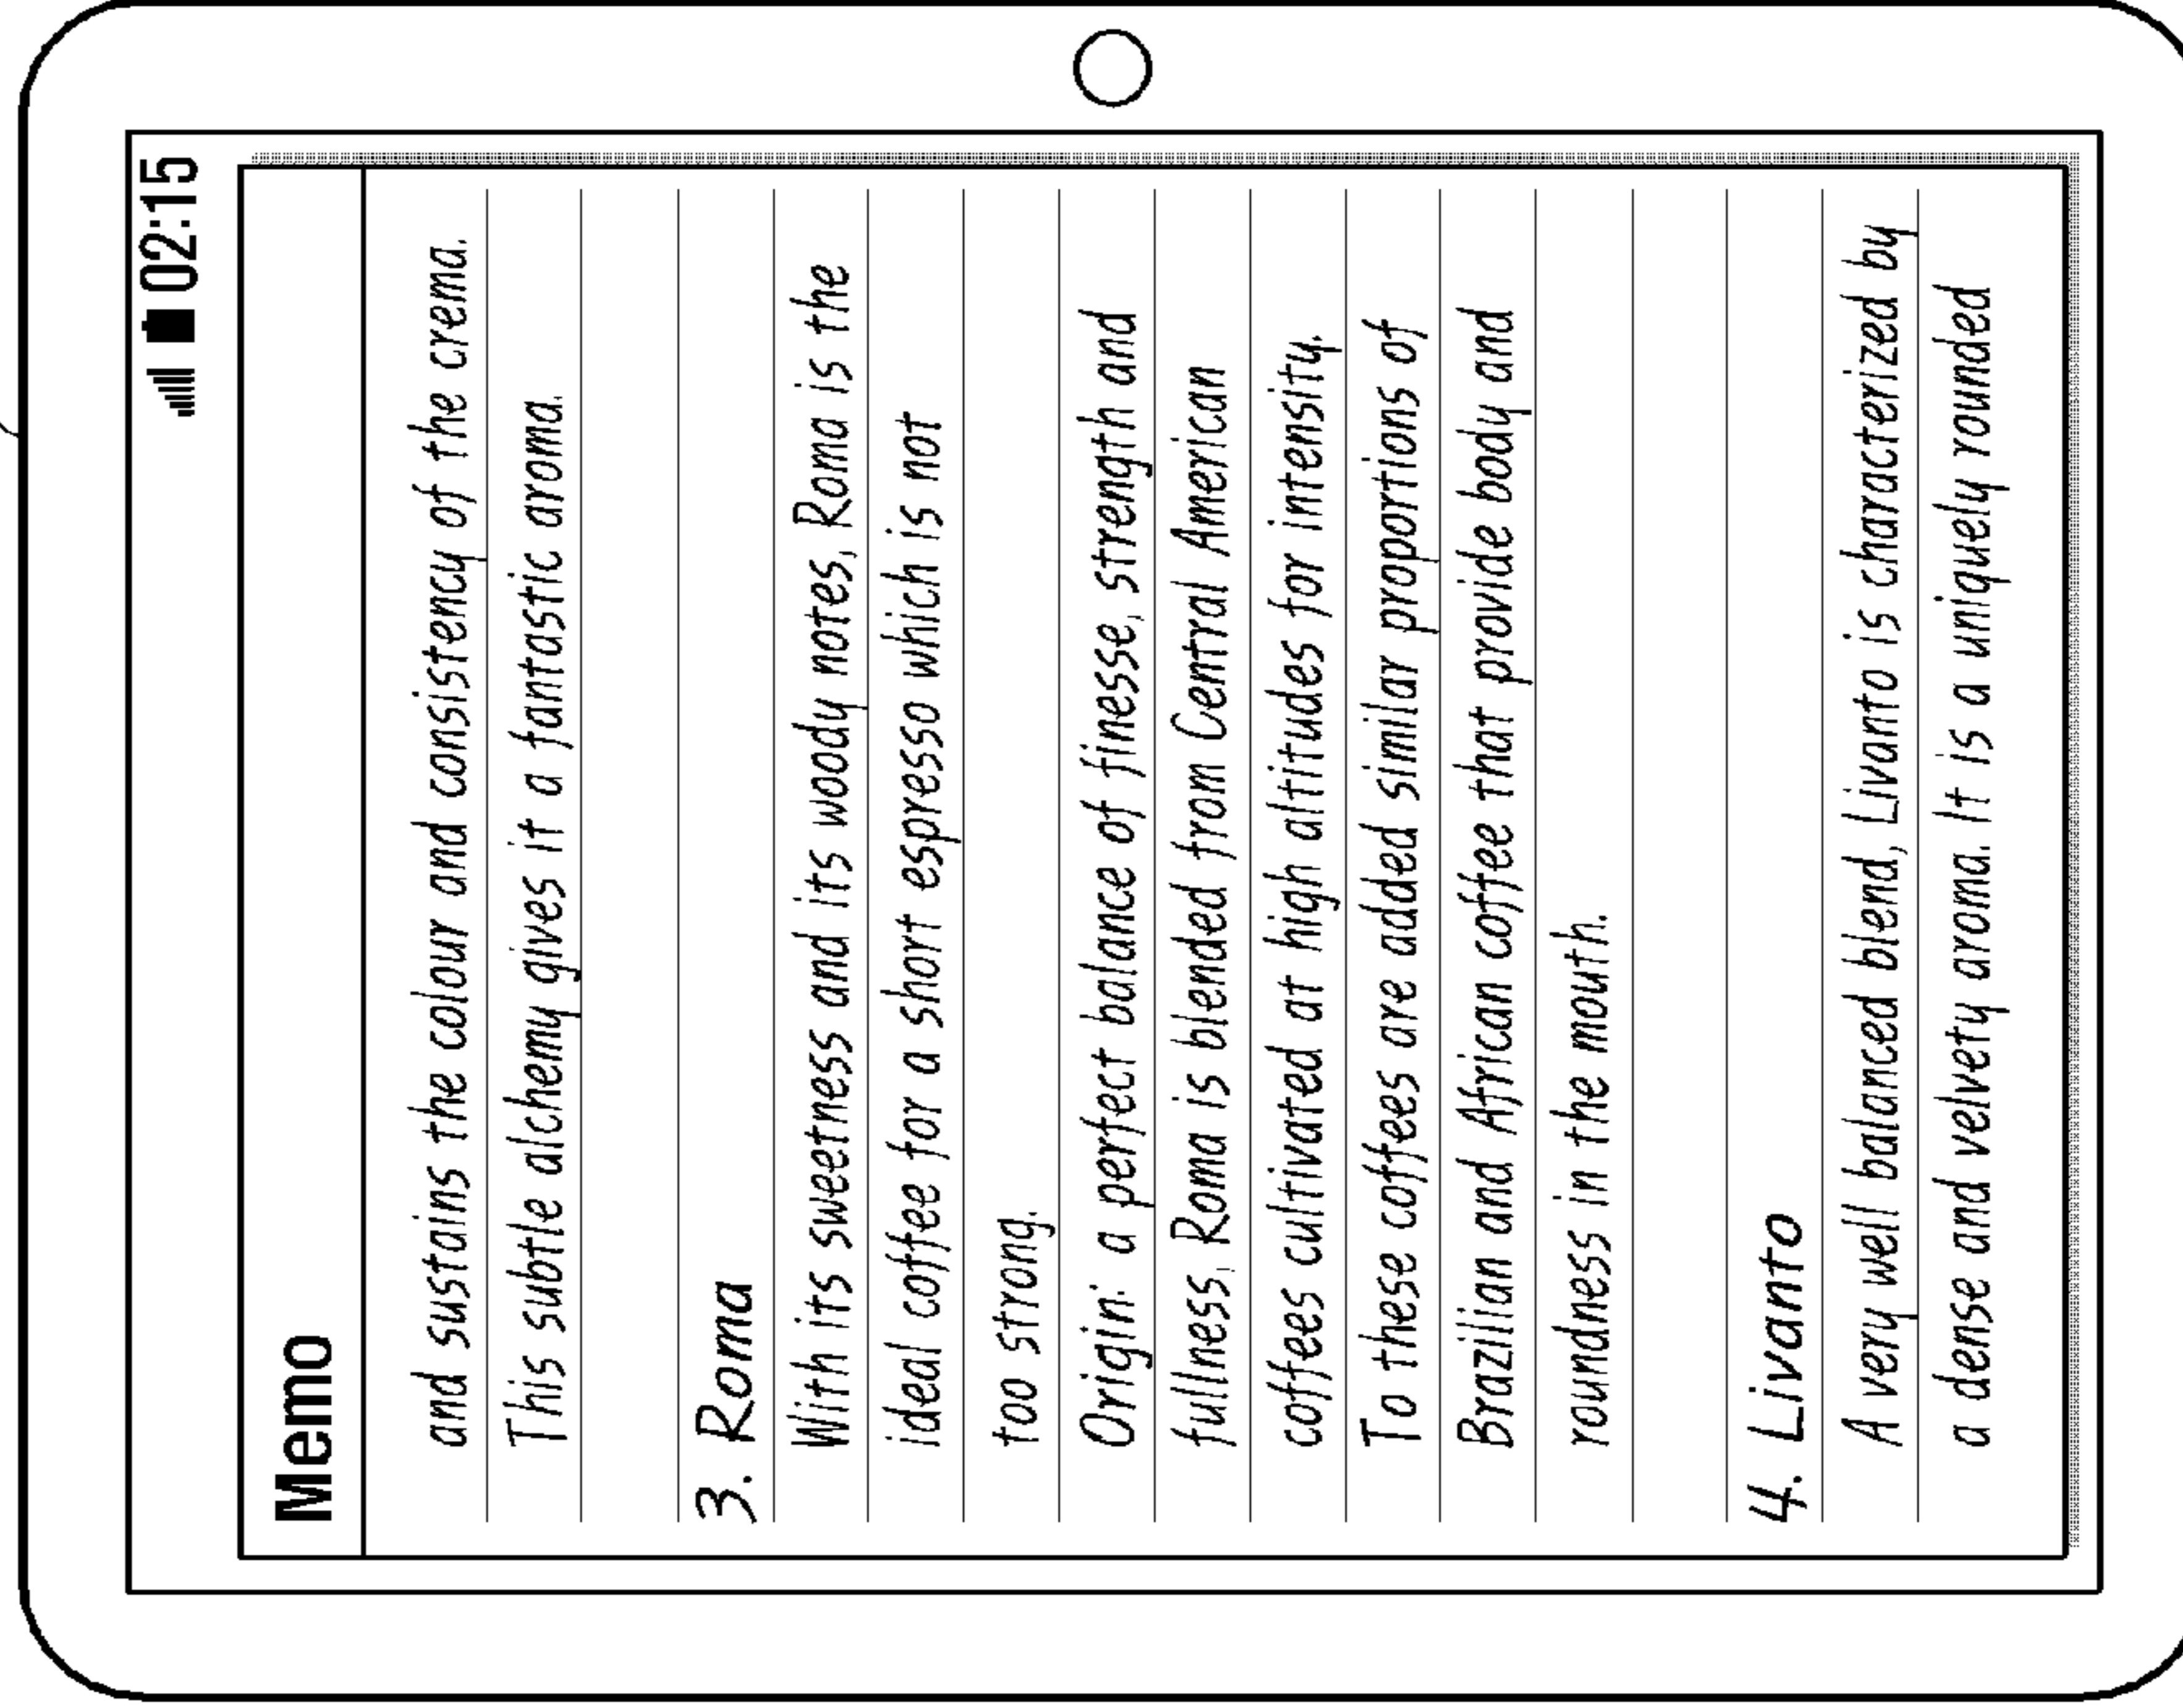 02:15
Memo
and sustains the colour and consistency of the crema.
This subtle alchemy gives it a fantastic aroma.
3. Roma
With its sweetness and its woody notes, Roma is the
ideal coffee for a short espresso which is not
too strong.
Origin: a perfect balance of finesse, strength and
fullness, Roma is blended from Central American
coffees cultivated at high altitudes for intensity.
To these coffees are added similar proportions of
Brazilian and African coffee that provide body and
roundness in the mouth.
4. Livanto
A very well balanced blend, Livanto is characterized by
a dense and velvety aroma. It is a uniquely rounded